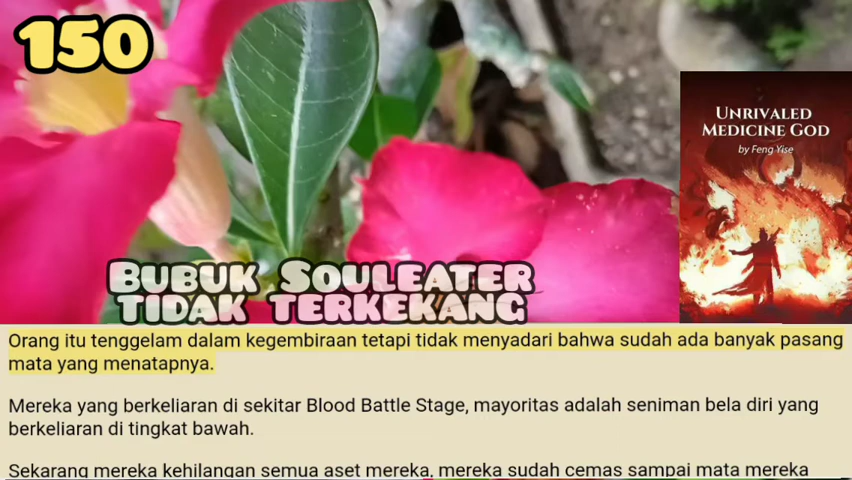 150
UNRIVALED
MEDICINE GOD
by Feng Yise
BUBUK SOULEATER
TIDAK TERKEKANG
Orang itu tenggelam dalam kegembiraan tetapi tidak menyadari bahwa sudah ada banyak pasang
mata yang menatapnya.
Mereka yang berkeliaran di sekitar Blood Battle Stage, mayoritas adalah seniman bela diri yang
berkeliaran di tingkat bawah.
Sekarang mereka kehilangan semua aset mereka, mereka sudah cemas sampai mata mereka